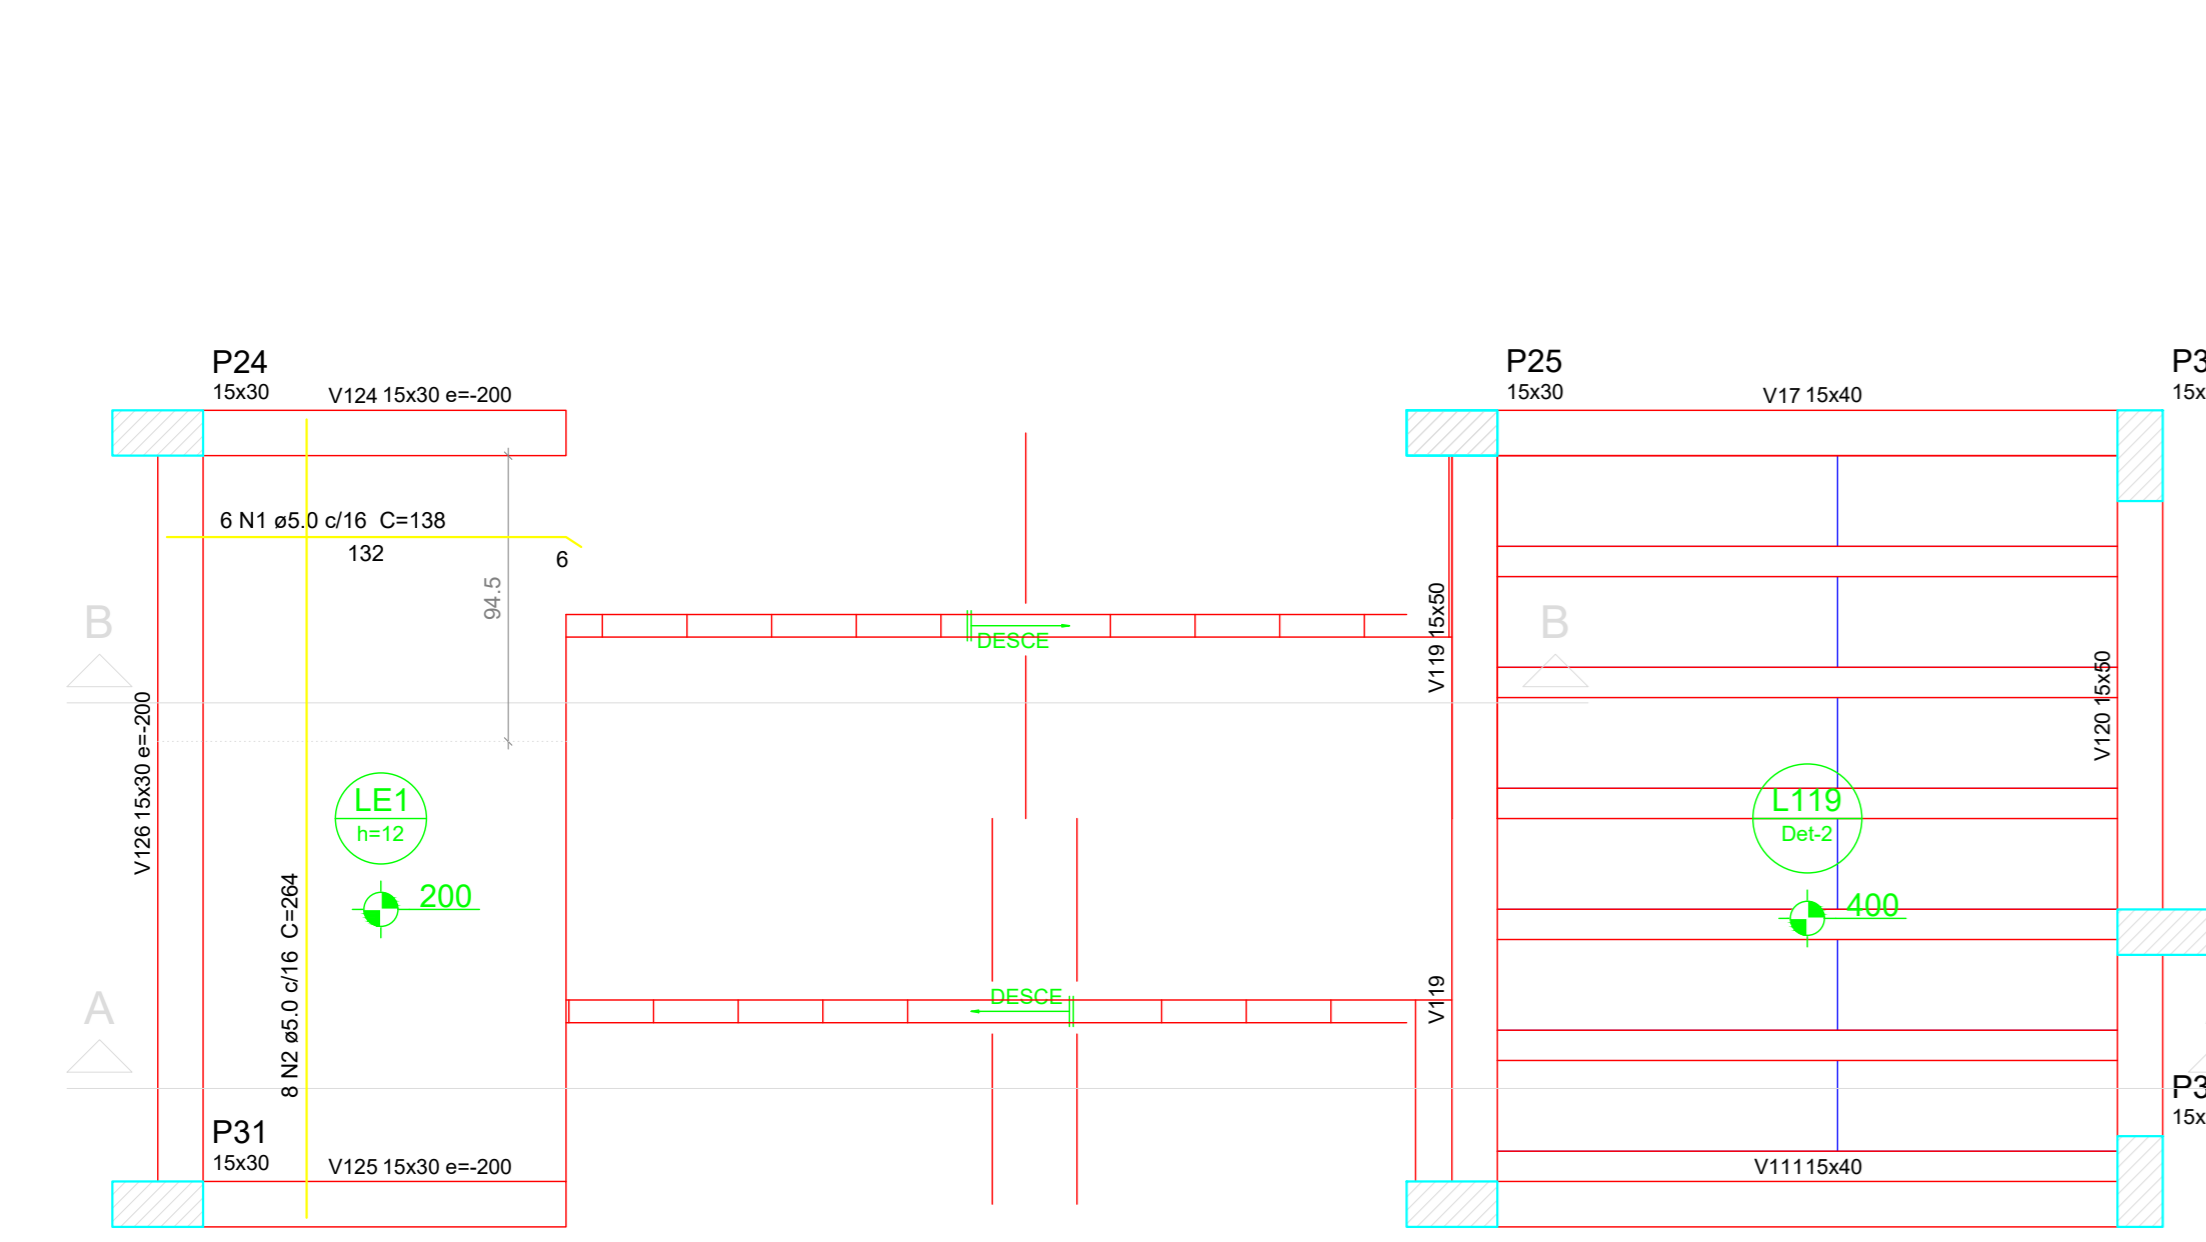 P24
15x30
V124 15x30 e=-200
P25
15x30
V17 15x40
P3
15x
6 N1 ø5.0 c/16 C=138
132
6
94.5
B
DESCE
V119 15x50
B
V120 15x50
V126 15x30 e=-200
LE1
h=12
200
L119
Det-2
400
8 N2 ø5.0 c/16 C=264
A
DESCE
V119
P3
15x
P31
15x30
V125 15x30 e=-200
V11115x40